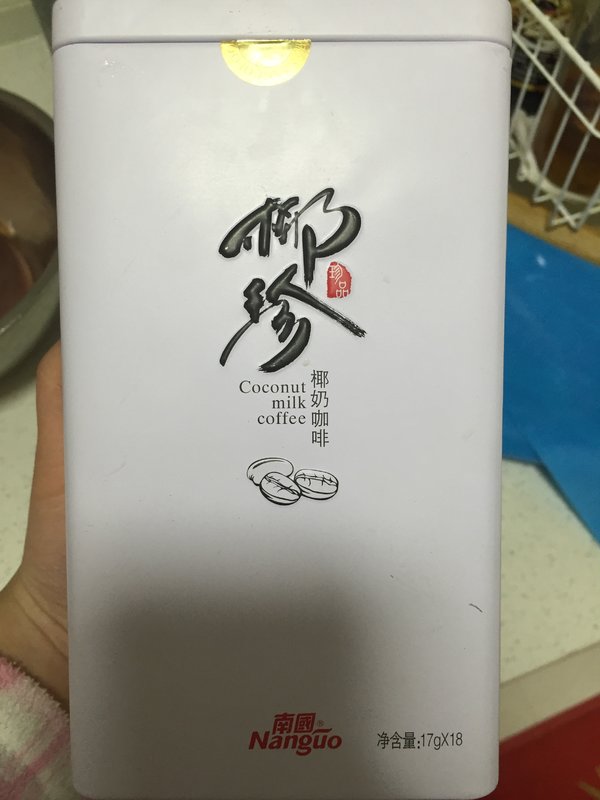 椰珍
珍品
Coconut
milk
coffee
椰奶咖啡
南國®
Nanguo
净含量:17gX18